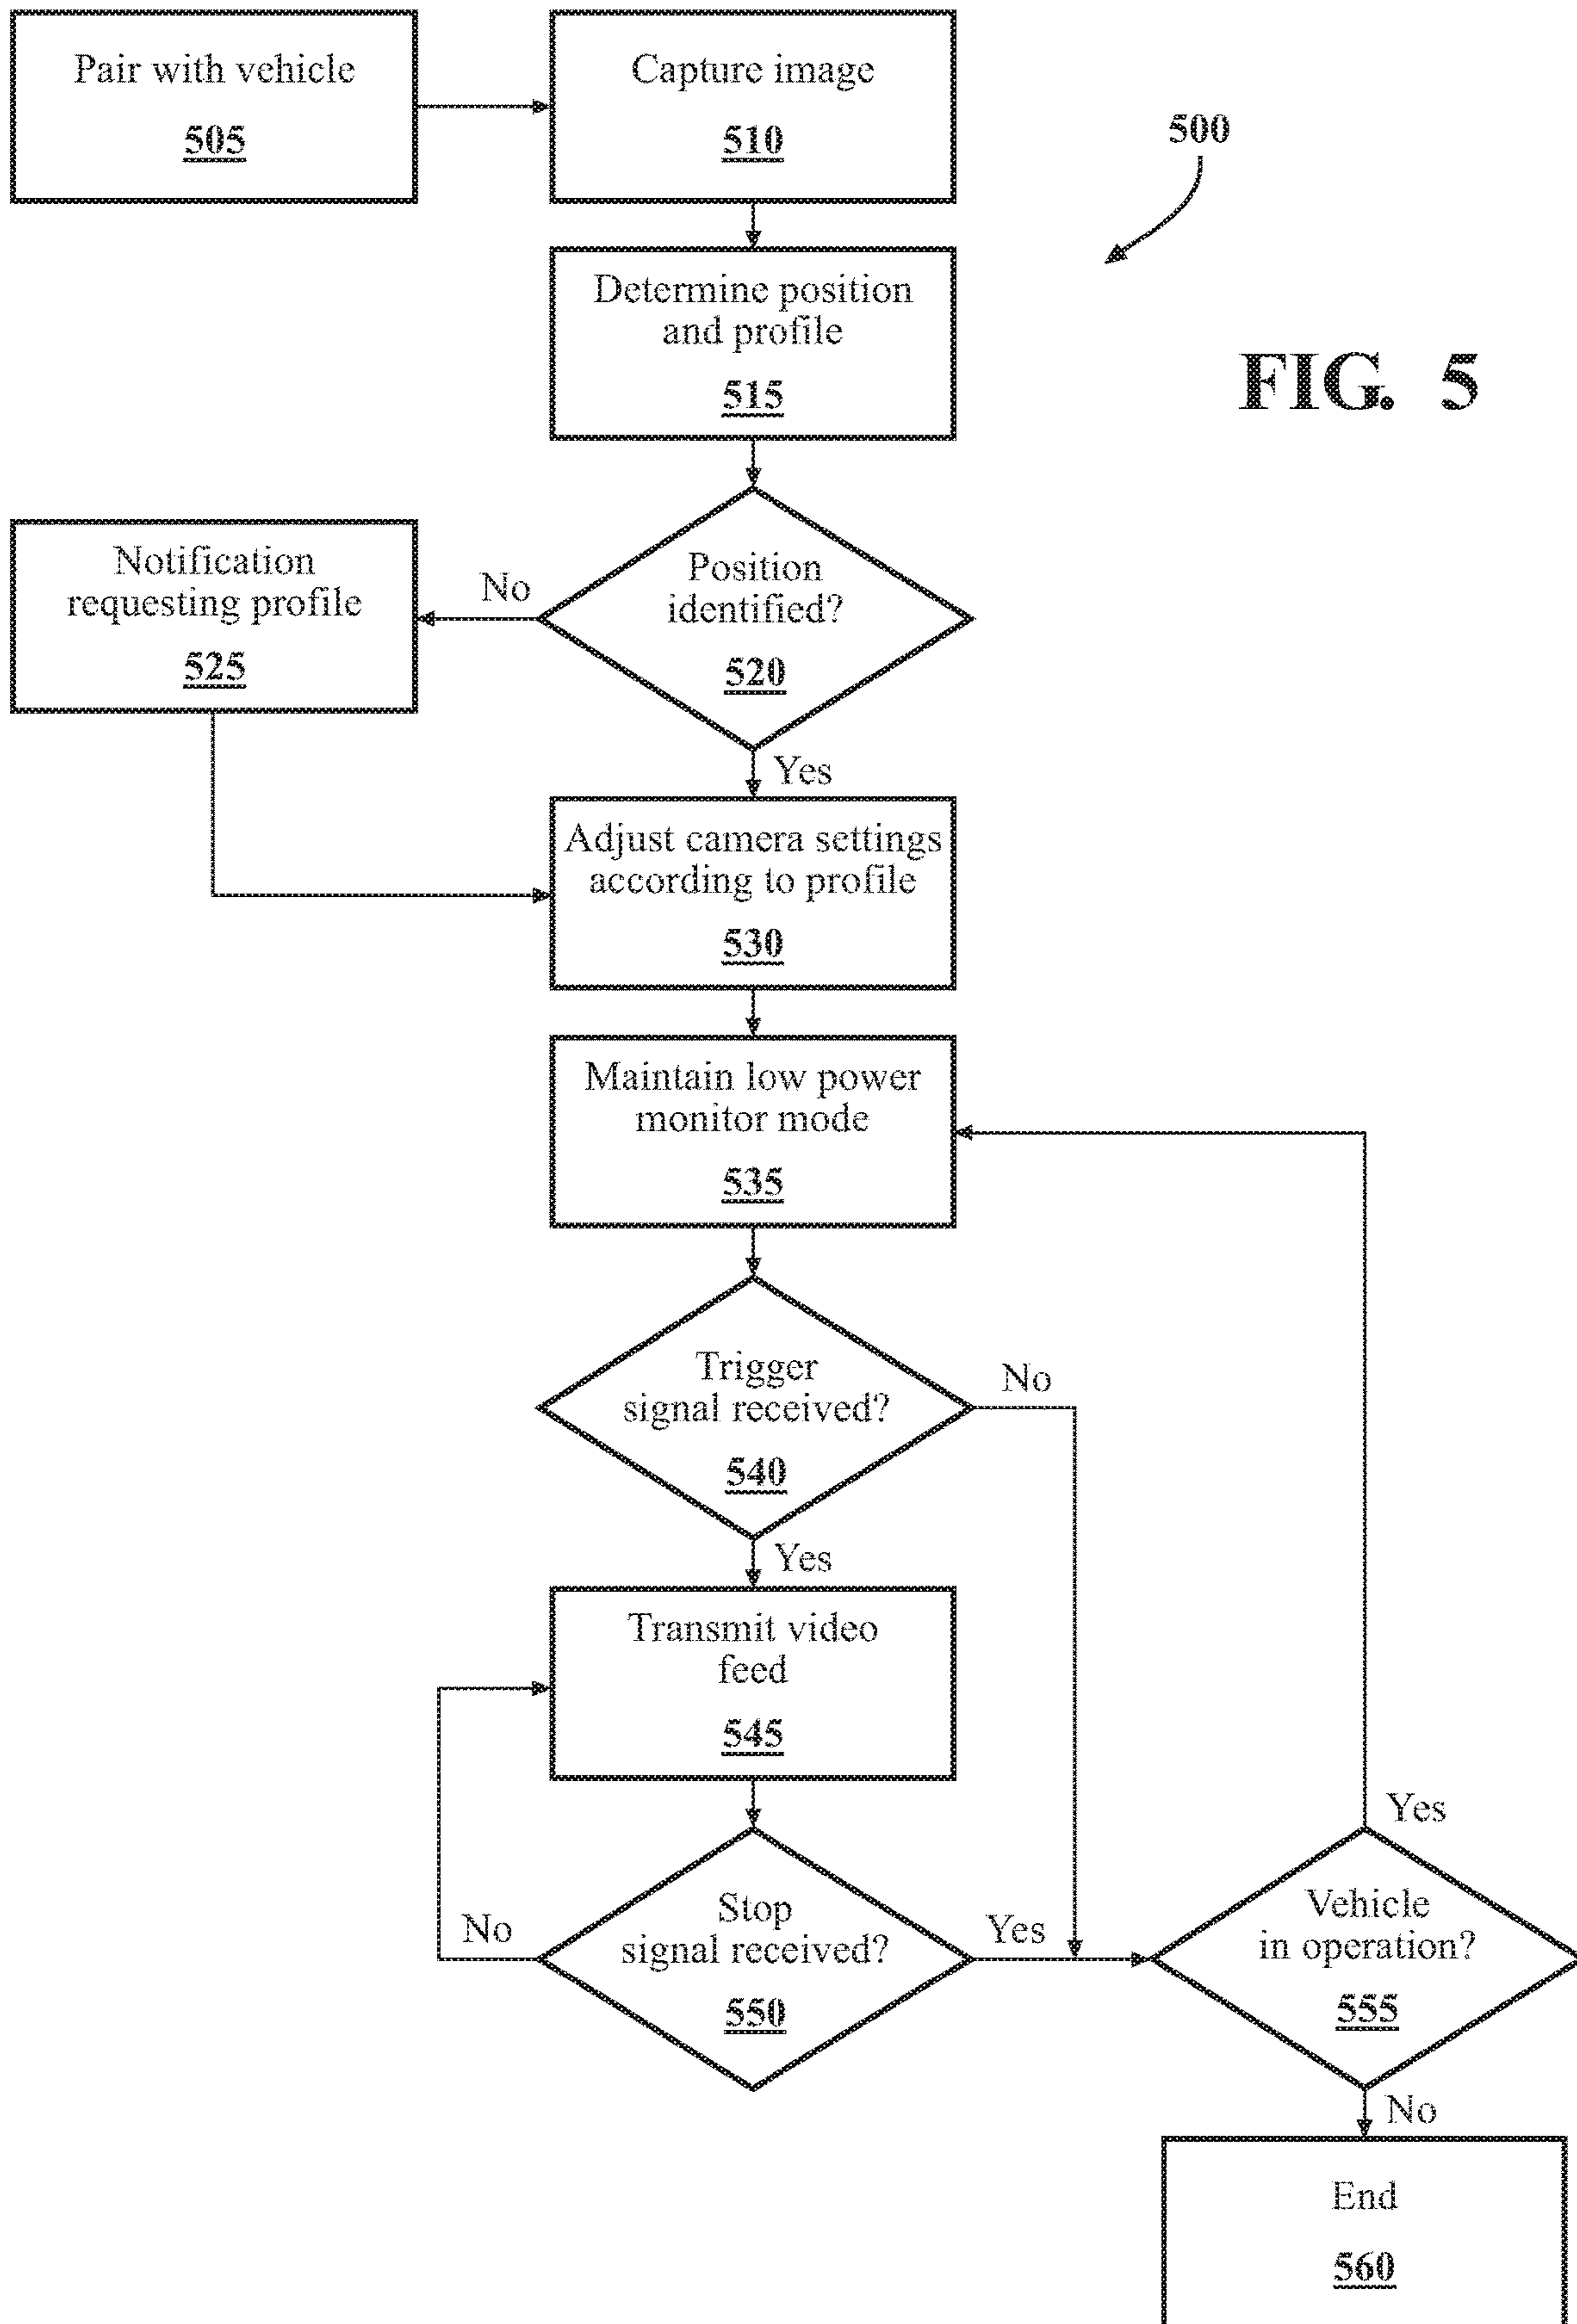 Pair with vehicle
505
Capture image
510
500
Determine position
and profile
515
FIG. 5
Notification
requesting profile
525
No
Position
identified?
520
Yes
Adjust camera settings
according to profile
530
Maintain low power
monitor mode
535
Trigger
signal received?
540
No
Yes
Transmit video
feed
545
Yes
No
Stop
signal received?
550
Yes
Vehicle
in operation?
555
No
End
560